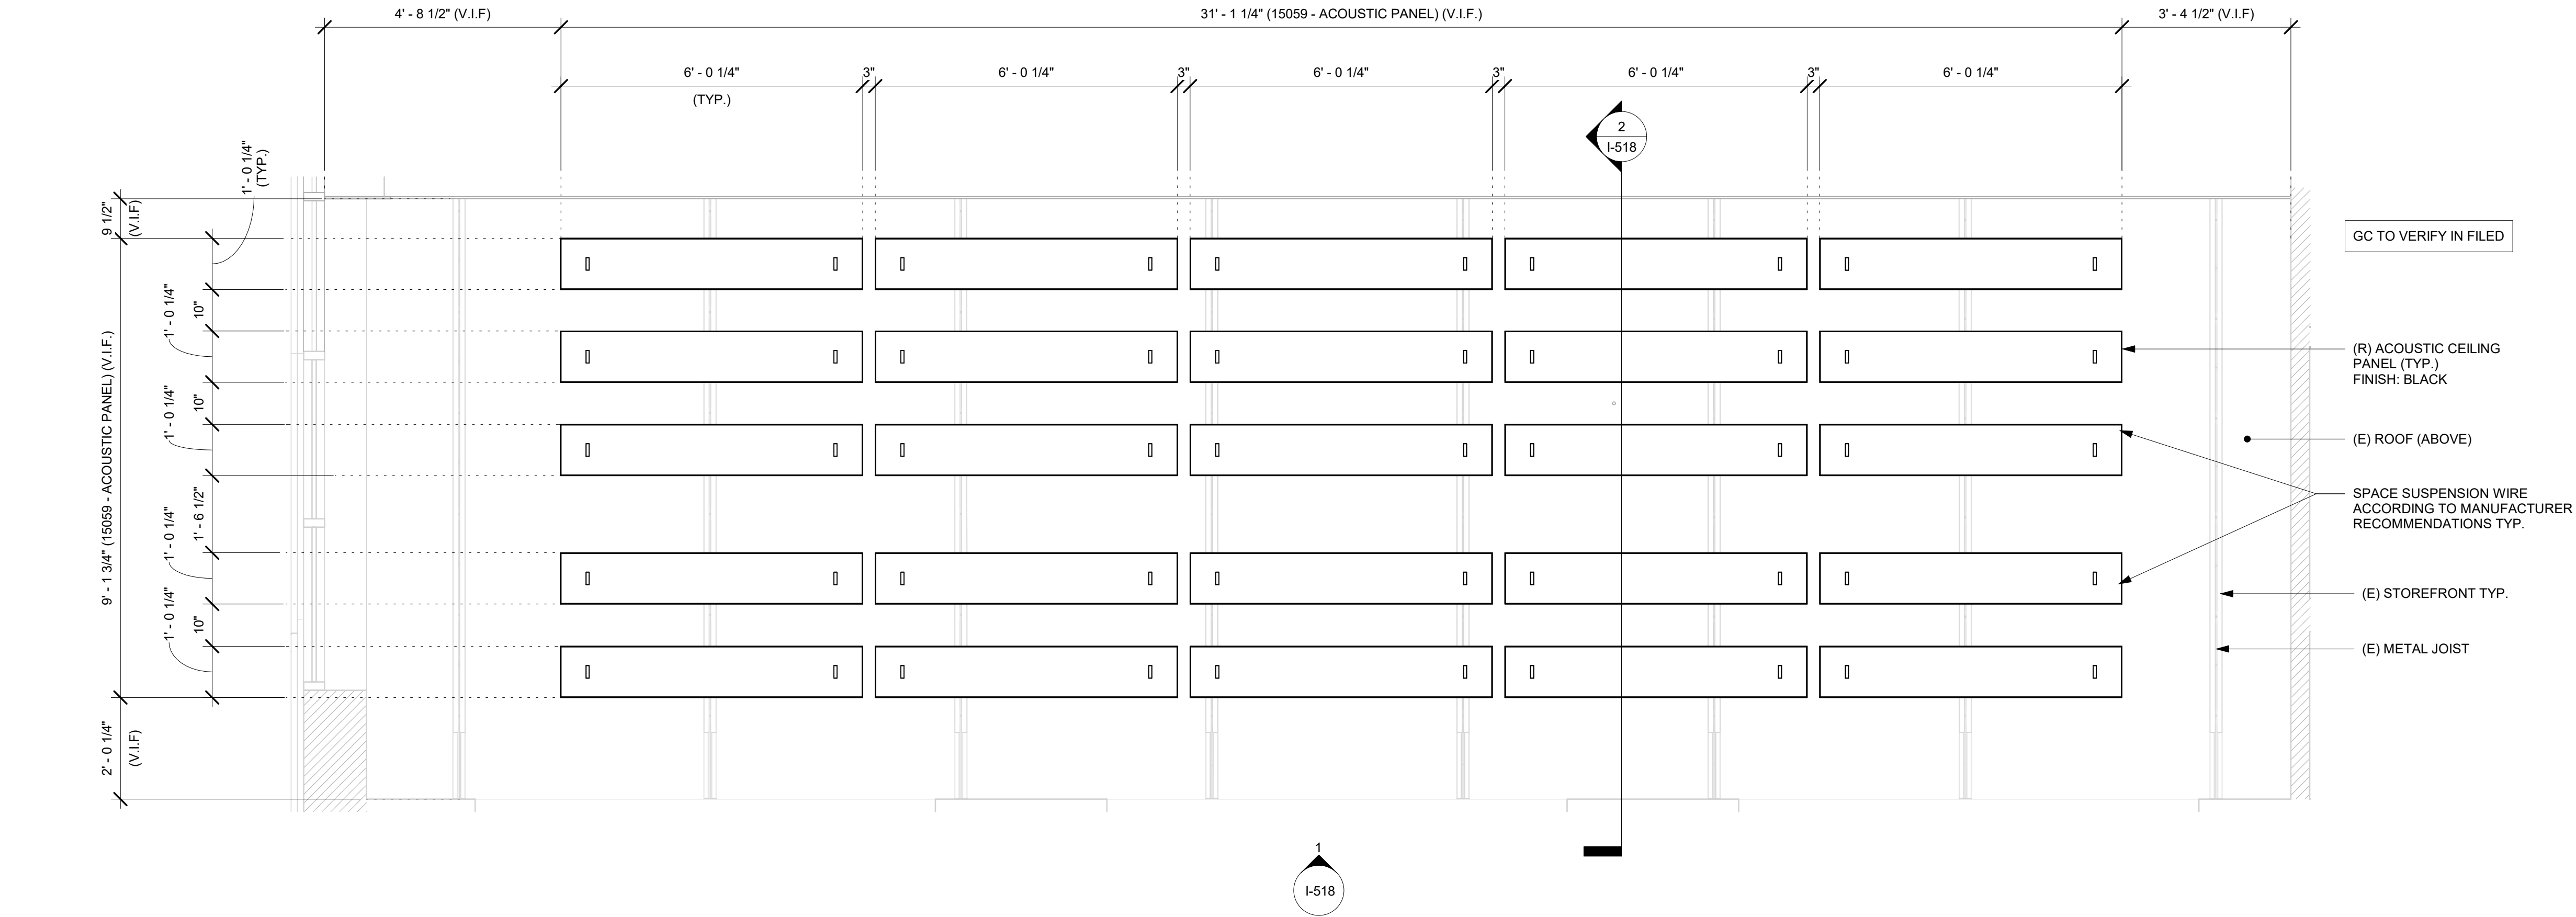 4' - 8 1/2" (V.I.F)
31' - 1 1/4" (15059 - ACOUSTIC PANEL) (V.I.F.)
3' - 4 1/2" (V.I.F)
6' - 0 1/4"
(TYP.)
3"
6' - 0 1/4"
3"
6' - 0 1/4"
3"
6' - 0 1/4"
3"
6' - 0 1/4"
2
I-518
1' - 0 1/4"
(TYP.)
9 1/2"
(V.I.F)
9' - 1 3/4" (15059 - ACOUSTIC PANEL) (V.I.F.)
1' - 0 1/4"
10"
1' - 0 1/4"
10"
1' - 0 1/4"
1' - 6 1/2"
1' - 0 1/4"
10"
2' - 0 1/4"
(V.I.F)
GC TO VERIFY IN FILED
(R) ACOUSTIC CEILING
PANEL (TYP.)
FINISH: BLACK
(E) ROOF (ABOVE)
SPACE SUSPENSION WIRE
ACCORDING TO MANUFACTURER
RECOMMENDATIONS TYP.
(E) STOREFRONT TYP.
(E) METAL JOIST
1
I-518